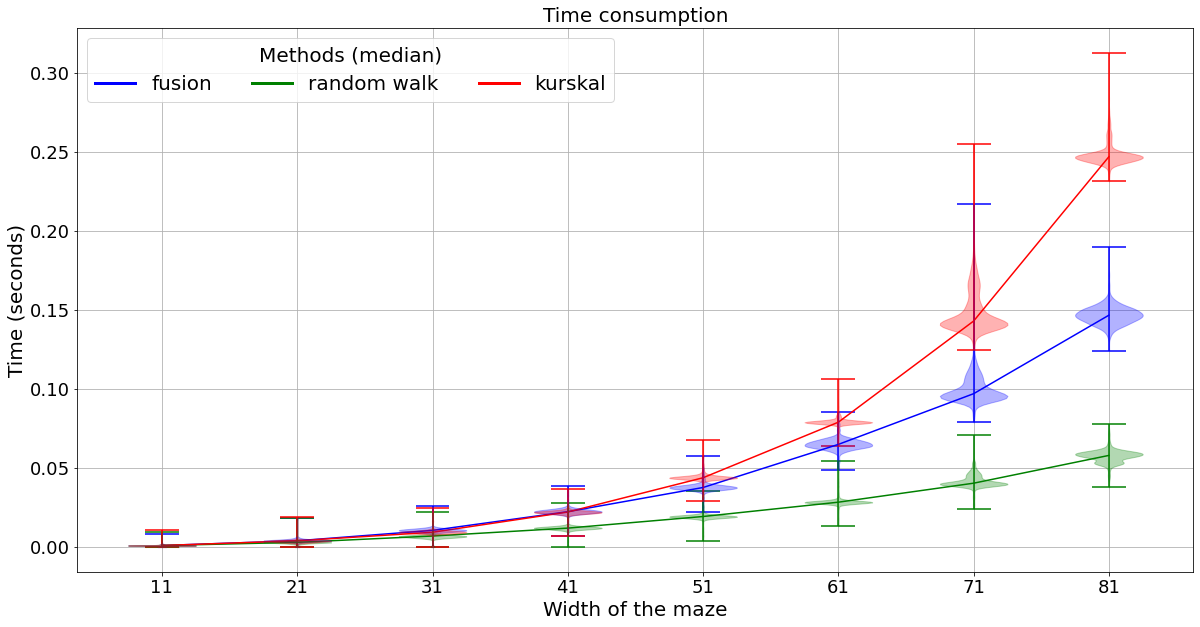 Time consumption
Methods (median)
fusion random walk kurskal
Time (seconds)
0.30
0.25
0.20
0.15
0.10
0.05
0.00
11 21 31 41 51 61 71 81
Width of the maze